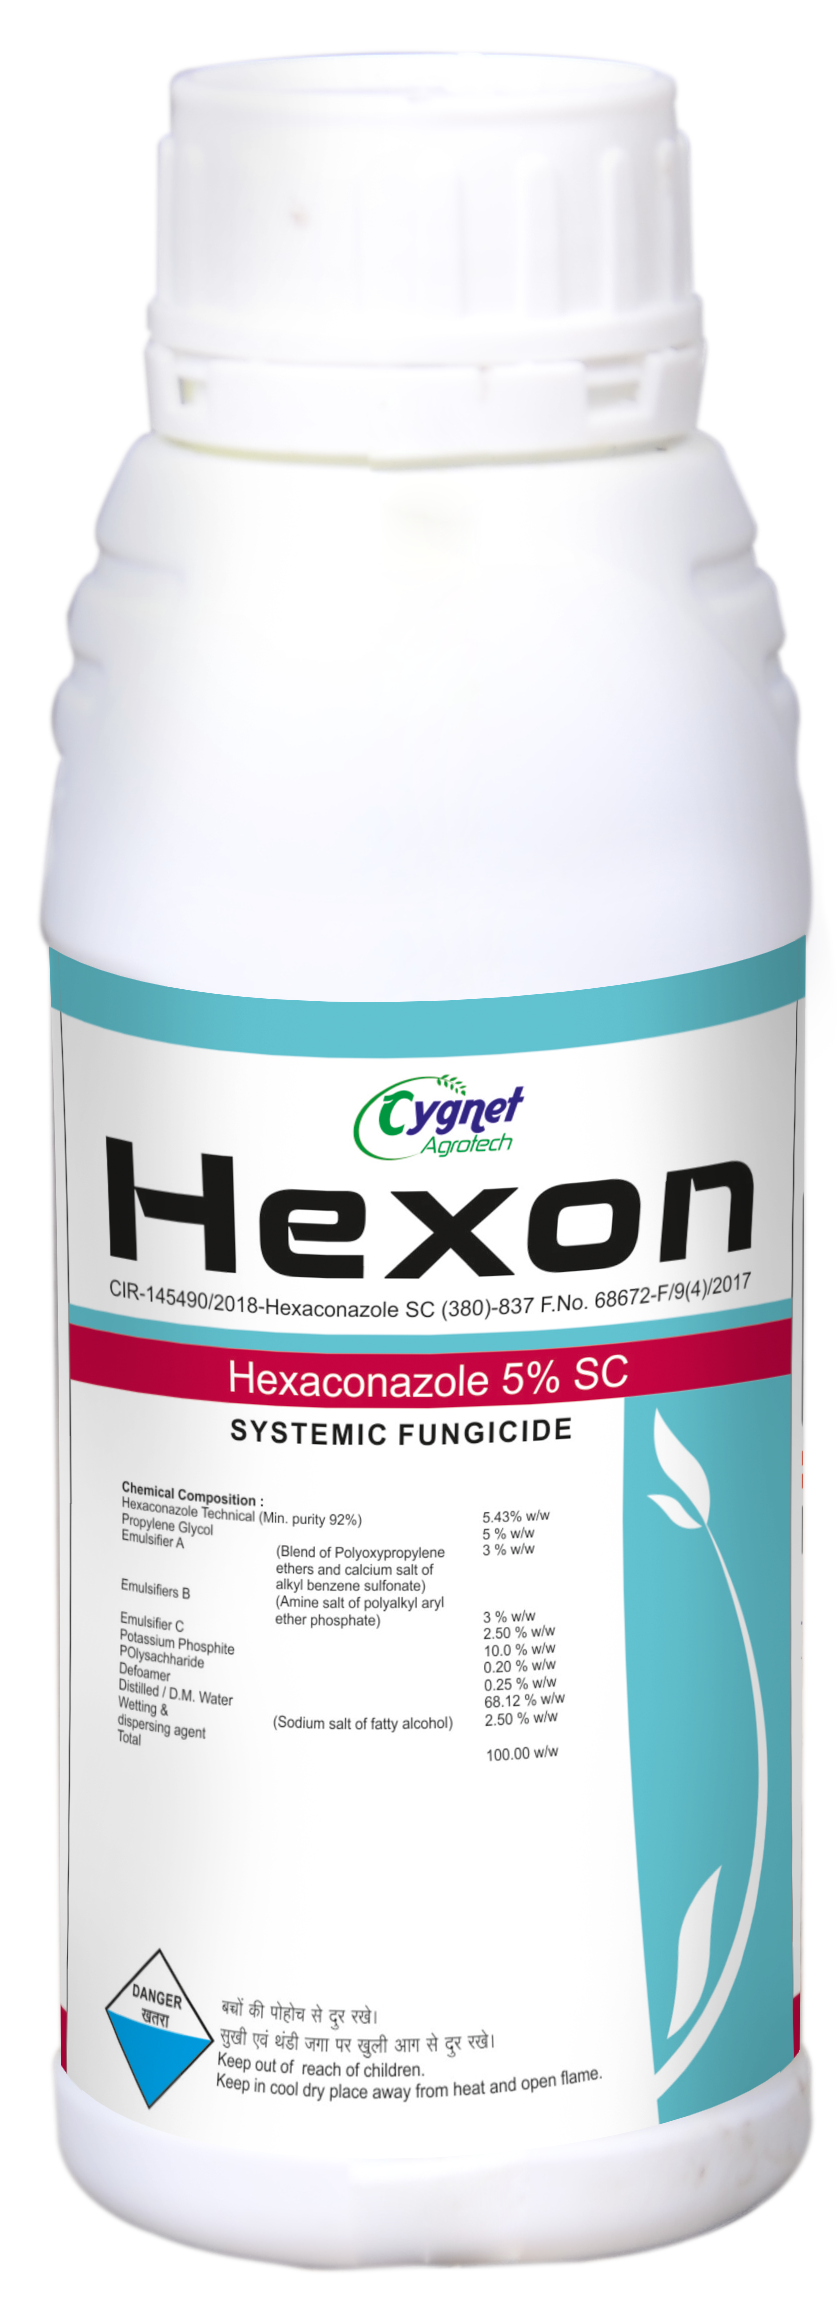 Cygnet
Agrotech
Hexon
CIR-145490/2018-Hexaconazole SC (380)-837 F.No. 68672-F/9(4)/2017
Hexaconazole 5% SC
SYSTEMIC FUNGICIDE
Chemical Composition :
Hexaconazole Technical (Min. purity 92%) 5.43% w/w
Propylene Glycol 5 % w/w
Emulsifier A (Blend of Polyoxypropylene 3 % w/w
ethers and calcium salt of
alkyl benzene sulfonate)
Emulsifiers B (Amine salt of polyalkyl aryl
ether phosphate) 3 % w/w
Emulsifier C 2.50 % w/w
Potassium Phosphite 10.0 % w/w
POlysachharide 0.20 % w/w
Defoamer 0.25 % w/w
Distilled / D.M. Water 68.12 % w/w
Wetting & 2.50 % w/w
dispersing agent (Sodium salt of fatty alcohol)
Total 100.00 w/w
DANGER
खतरा
बचों की पोहोच से दुर रखे।
सुखी एवं थंडी जगा पर खुली आग से दुर रखे।
Keep out of reach of children.
Keep in cool dry place away from heat and open flame.